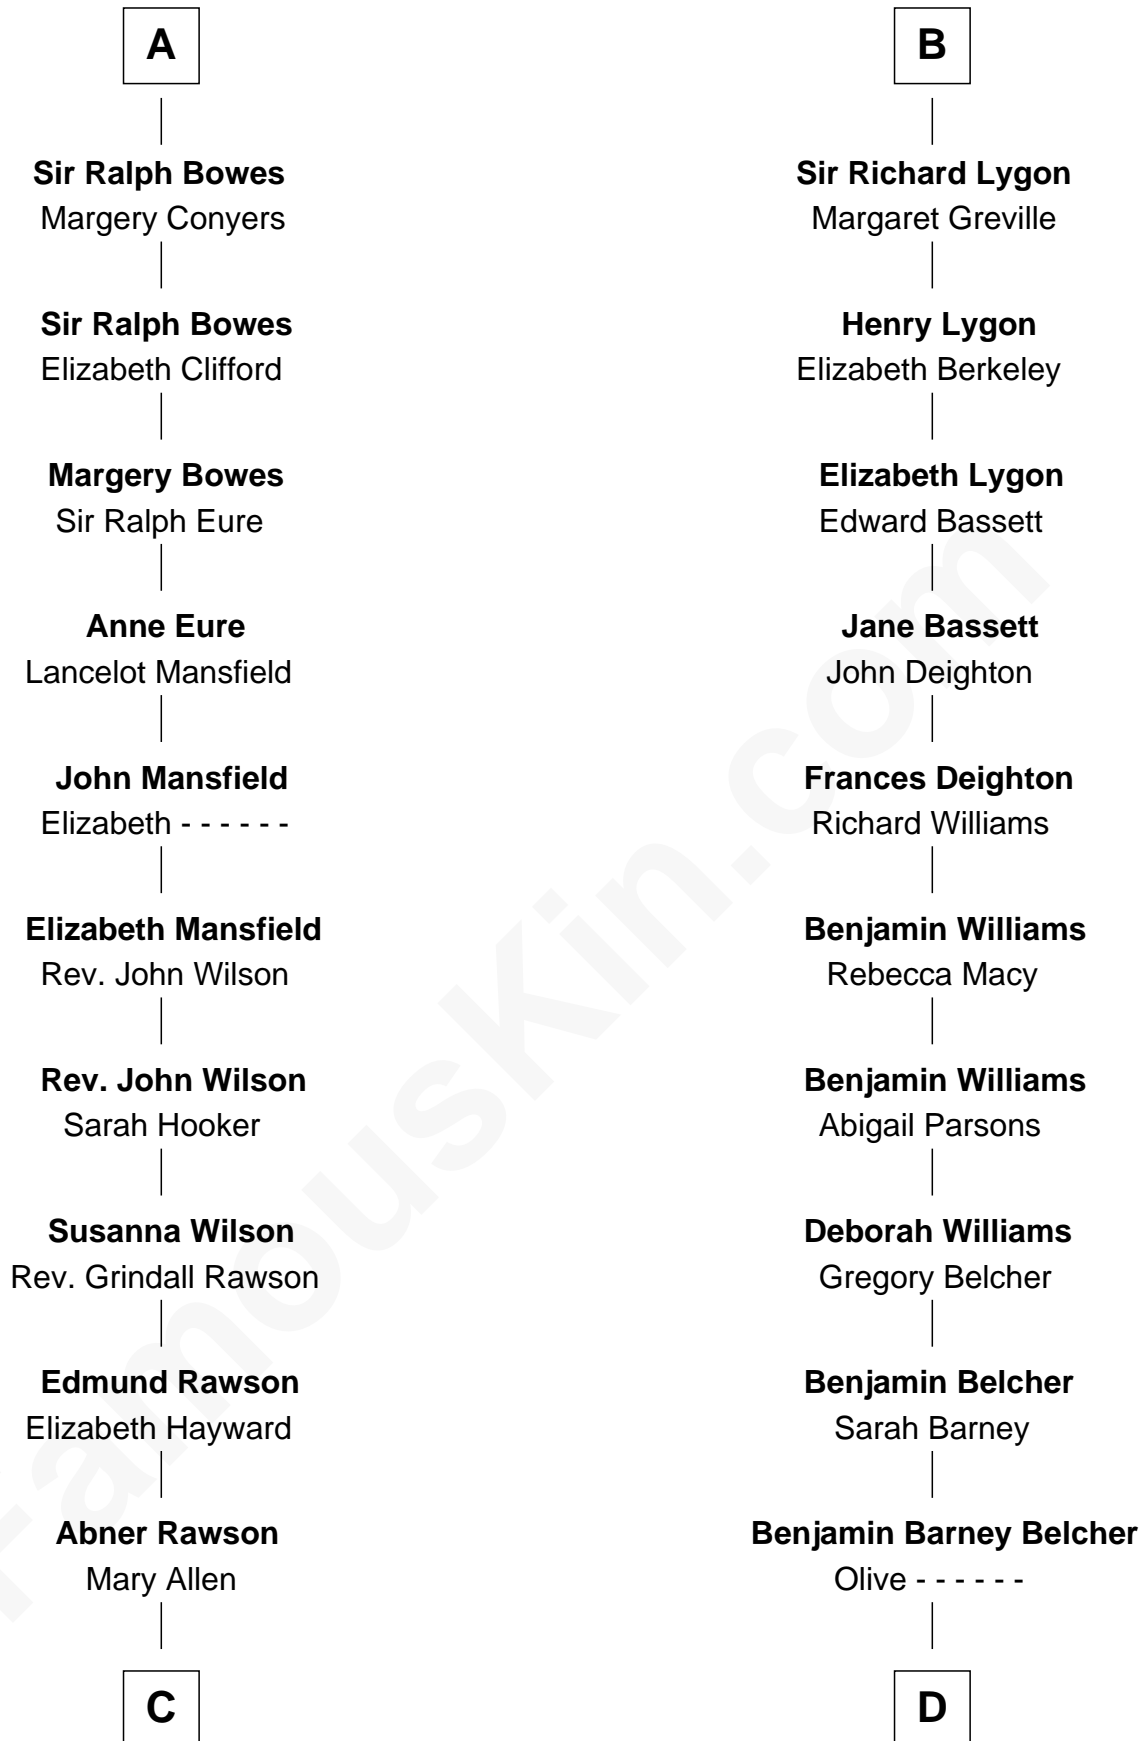 A
Sir Ralph Bowes
Margery Conyers
Sir Ralph Bowes
Elizabeth Clifford
Margery Bowes
Sir Ralph Eure
Anne Eure
Lancelot Mansfield
John Mansfield
Elizabeth - - - - - -
Elizabeth Mansfield
Rev. John Wilson
Rev. John Wilson
Sarah Hooker
Susanna Wilson
Rev. Grindall Rawson
Edmund Rawson
Elizabeth Hayward
Abner Rawson
Mary Allen
C
B
Sir Richard Lygon
Margaret Greville
Henry Lygon
Elizabeth Berkeley
Elizabeth Lygon
Edward Bassett
Jane Bassett
John Deighton
Frances Deighton
Richard Williams
Benjamin Williams
Rebecca Macy
Benjamin Williams
Abigail Parsons
Deborah Williams
Gregory Belcher
Benjamin Belcher
Sarah Barney
Benjamin Barney Belcher
Olive - - - - - -
D
FamousKin.com